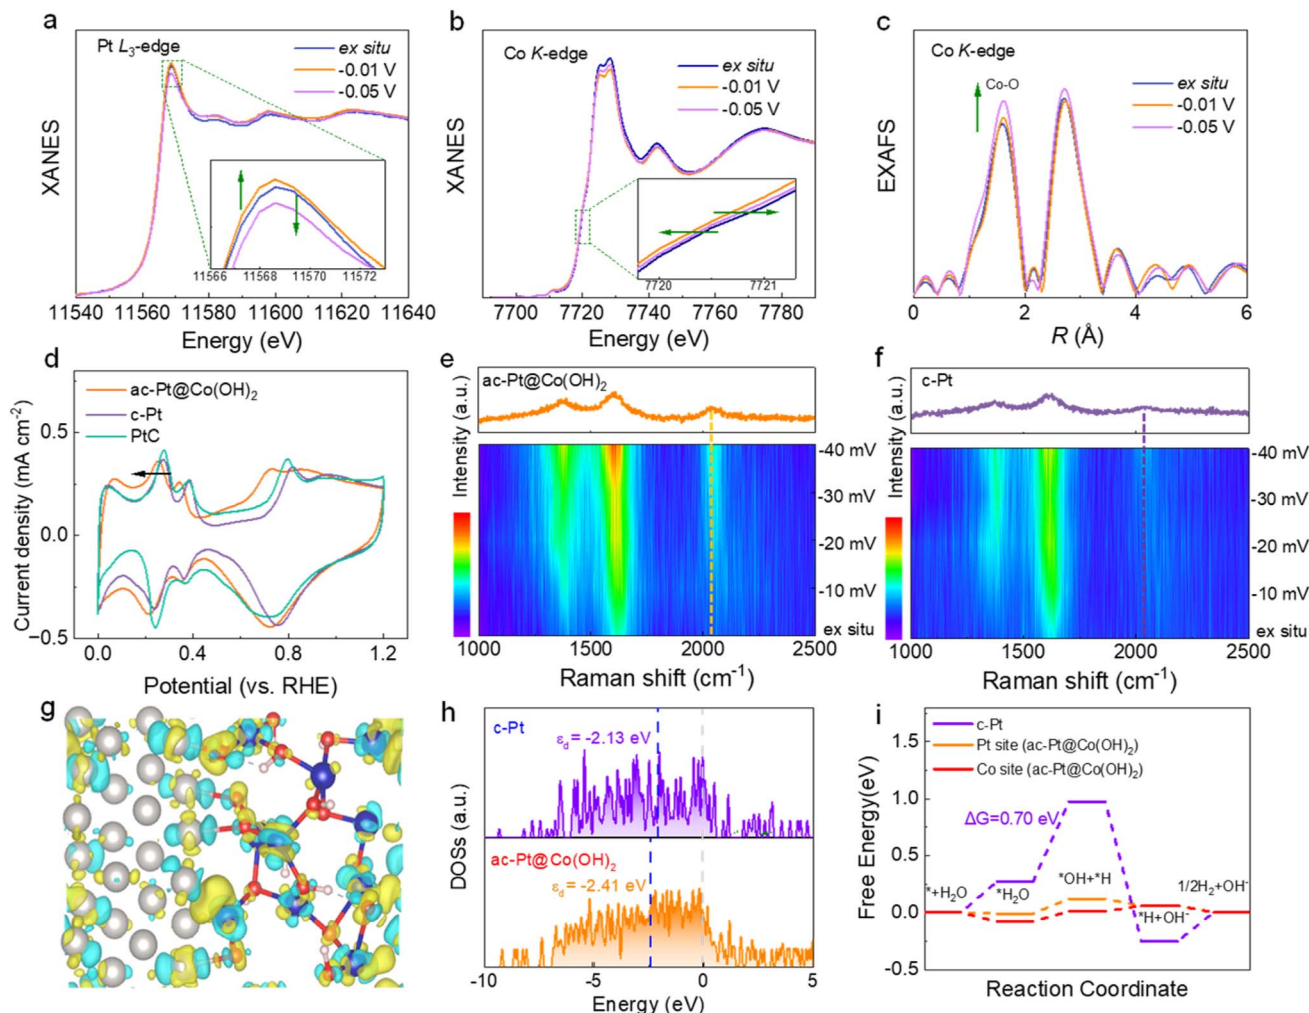 a
Pt L₃-edge
ex situ
-0.01 V
-0.05 V
XANES
11566 11568 11570 11572
11540 11560 11580 11600 11620 11640
Energy (eV)
b
Co K-edge
ex situ
-0.01 V
-0.05 V
XANES
7720 7721
7700 7720 7740 7760 7780
Energy (eV)
c
Co K-edge
Co-O
ex situ
-0.01 V
-0.05 V
EXAFS
0 2 4 6
R (Å)
d
ac-Pt@Co(OH)₂
c-Pt
PtC
Current density (mA cm⁻²)
0.5
0.0
−0.5
0.0 0.4 0.8 1.2
Potential (vs. RHE)
e
ac-Pt@Co(OH)₂
Intensity (a.u.)
-40 mV
-30 mV
-20 mV
-10 mV
ex situ
1000 1500 2000 2500
Raman shift (cm⁻¹)
f
c-Pt
Intensity (a.u.)
-40 mV
-30 mV
-20 mV
-10 mV
ex situ
1000 1500 2000 2500
Raman shift (cm⁻¹)
g
h
c-Pt
εd= -2.13 eV
DOSs (a.u.)
ac-Pt@Co(OH)₂
εd= -2.41 eV
-10 -5 0 5
Energy (eV)
i
c-Pt
Pt site (ac-Pt@Co(OH)₂)
Co site (ac-Pt@Co(OH)₂)
Free Energy(eV)
1.5
1.0
0.5
0.0
-0.5
ΔG=0.70 eV
*+H₂O
*H₂O
*OH+*H
*H+OH⁻
1/2H₂+OH⁻
Reaction Coordinate